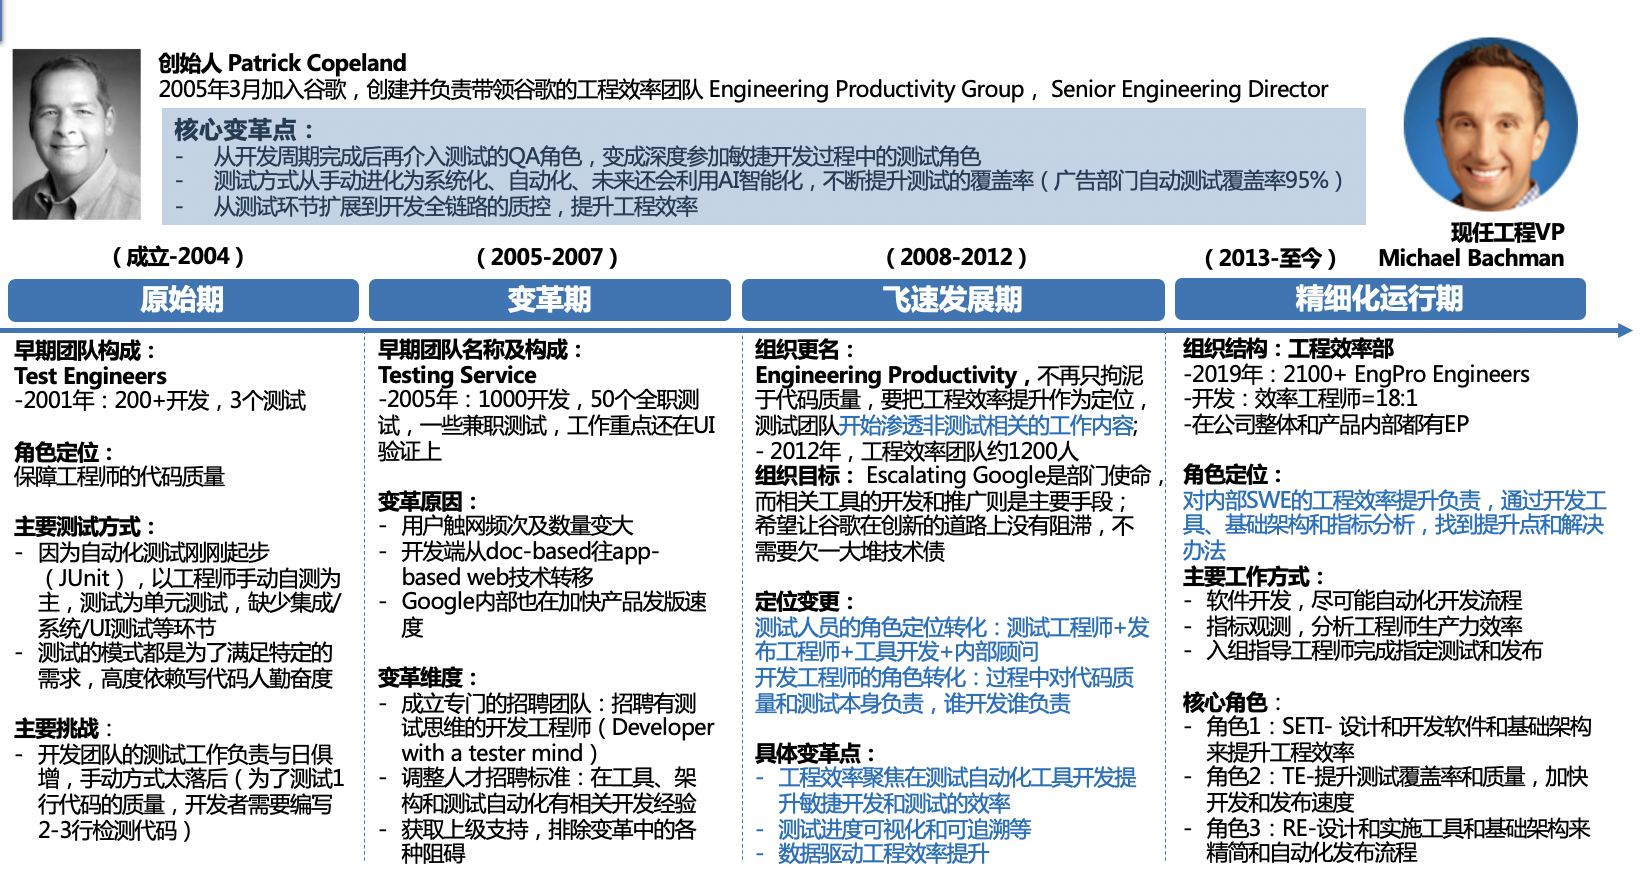 创始人 Patrick Copeland
2005年3月加入谷歌，创建并负责带领谷歌的工程效率团队 Engineering Productivity Group， Senior Engineering Director
核心变革点：
- 从开发周期完成后再介入测试的QA角色，变成深度参加敏捷开发过程中的测试角色
- 测试方式从手动进化为系统化、自动化、未来还会利用AI智能化，不断提升测试的覆盖率（广告部门自动测试覆盖率95%）
- 从测试环节扩展到开发全链路的质控，提升工程效率
现任工程VP
Michael Bachman
（成立-2004）
原始期
早期团队构成：
Test Engineers
-2001年：200+开发，3个测试
角色定位：
保障工程师的代码质量
主要测试方式：
- 因为自动化测试刚刚起步
（JUnit），以工程师手动自测为
主，测试为单元测试，缺少集成/
系统/UI测试等环节
- 测试的模式都是为了满足特定的
需求，高度依赖写代码人勤奋度
主要挑战：
- 开发团队的测试工作负责与日俱
增，手动方式太落后（为了测试1
行代码的质量，开发者需要编写
2-3行检测代码）
（2005-2007）
变革期
早期团队名称及构成：
Testing Service
-2005年：1000开发，50个全职测
试，一些兼职测试，工作重点还在UI
验证上
变革原因：
- 用户触网频次及数量变大
- 开发端从doc-based往app-
based web技术转移
- Google内部也在加快产品发版速
度
变革维度：
- 成立专门的招聘团队：招聘有测
试思维的开发工程师（Developer
with a tester mind）
- 调整人才招聘标准：在工具、架
构和测试自动化有相关开发经验
- 获取上级支持，排除变革中的各
种阻碍
（2008-2012）
飞速发展期
组织更名：
Engineering Productivity，不再只拘泥
于代码质量，要把工程效率提升作为定位，
测试团队开始渗透非测试相关的工作内容;
- 2012年，工程效率团队约1200人
组织目标： Escalating Google是部门使命，
而相关工具的开发和推广则是主要手段；
希望让谷歌在创新的道路上没有阻滞，不
需要欠一大堆技术债
定位变更：
测试人员的角色定位转化：测试工程师+发
布工程师+工具开发+内部顾问
开发工程师的角色转化：过程中对代码质
量和测试本身负责，谁开发谁负责
具体变革点：
- 工程效率聚焦在测试自动化工具开发提
升敏捷开发和测试的效率
- 测试进度可视化和可追溯等
- 数据驱动工程效率提升
（2013-至今）
精细化运行期
组织结构：工程效率部
-2019年：2100+ EngPro Engineers
-开发：效率工程师=18:1
-在公司整体和产品内部都有EP
角色定位：
对内部SWE的工程效率提升负责，通过开发工
具、基础架构和指标分析，找到提升点和解决
办法
主要工作方式：
- 软件开发，尽可能自动化开发流程
- 指标观测，分析工程师生产力效率
- 入组指导工程师完成指定测试和发布
核心角色：
- 角色1：SETI- 设计和开发软件和基础架构
来提升工程效率
- 角色2：TE-提升测试覆盖率和质量，加快
开发和发布速度
- 角色3：RE-设计和实施工具和基础架构来
精简和自动化发布流程